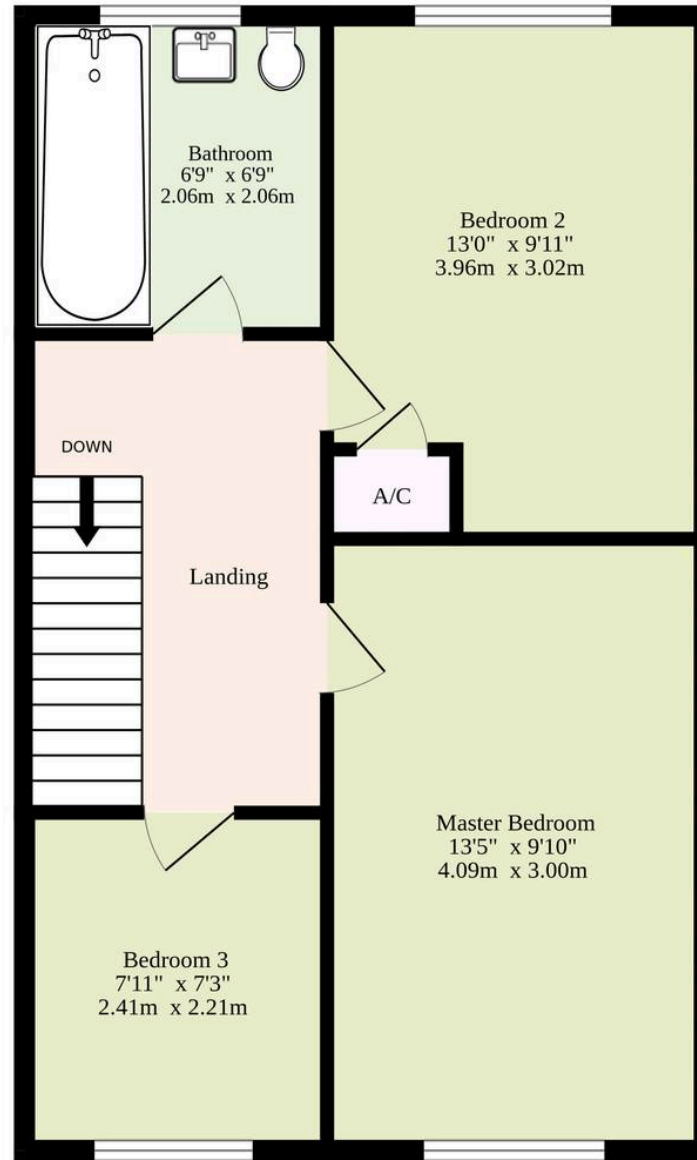 Bathroom
6'9" x 6'9"
2.06m x 2.06m
Bedroom 2
13'0" x 9'11"
3.96m x 3.02m
DOWN
A/C
Landing
Master Bedroom
13'5" x 9'10"
4.09m x 3.00m
Bedroom 3
7'11" x 7'3"
2.41m x 2.21m